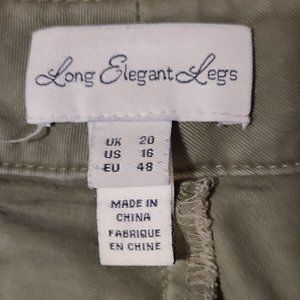 Long Elegant Legs
UK 20
US 16
EU 48
MADE IN
CHINA
FABRIQUE
EN CHINE